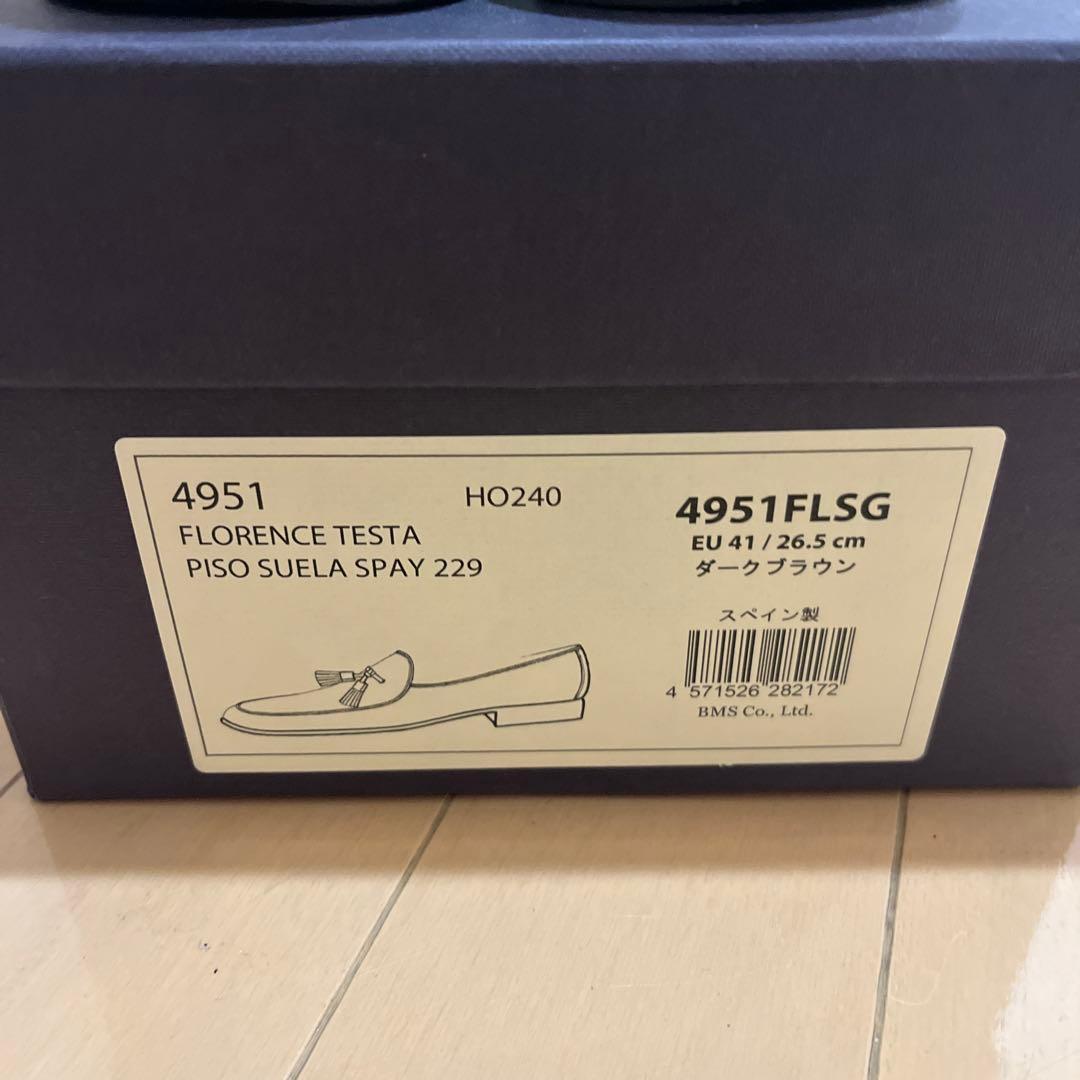 4951
HO240
FLORENCE TESTA
PISO SUELA SPAY 229
4951FLSG
EU 41 / 26.5 cm
ダークブラウン
スペイン製
4 571526 282172
BMS Co., Ltd.